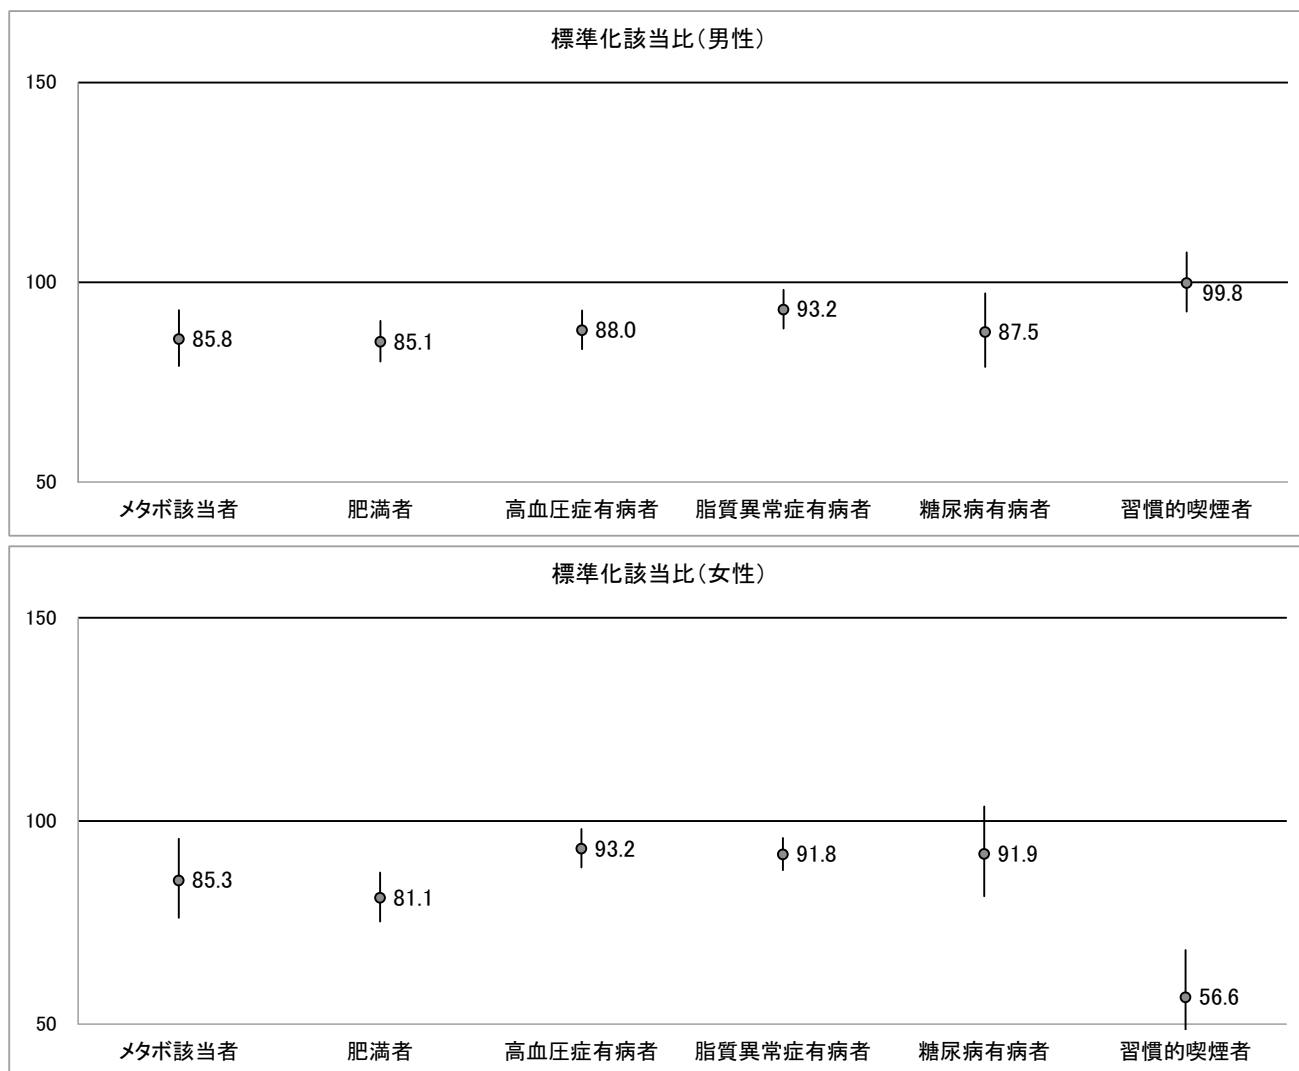 標準化該当比(男性)
150
100
99.8
93.2
88.0
87.5
85.8
85.1
50
メタボ該当者
肥満者
高血圧症有病者
脂質異常症有病者
糖尿病有病者
習慣的喫煙者
標準化該当比(女性)
150
100
93.2
91.8
91.9
85.3
81.1
56.6
50
メタボ該当者
肥満者
高血圧症有病者
脂質異常症有病者
糖尿病有病者
習慣的喫煙者